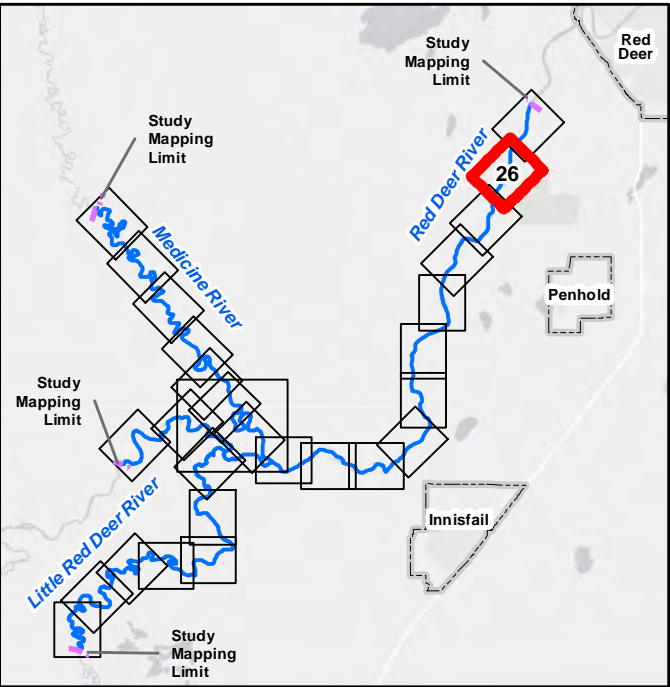 Red
Deer
Study
Mapping
Limit
Study
Mapping
Limit
Red Deer River
26
Medicine River
Penhold
Study
Mapping
Limit
Innisfail
Little Red Deer River
Study
Mapping
Limit